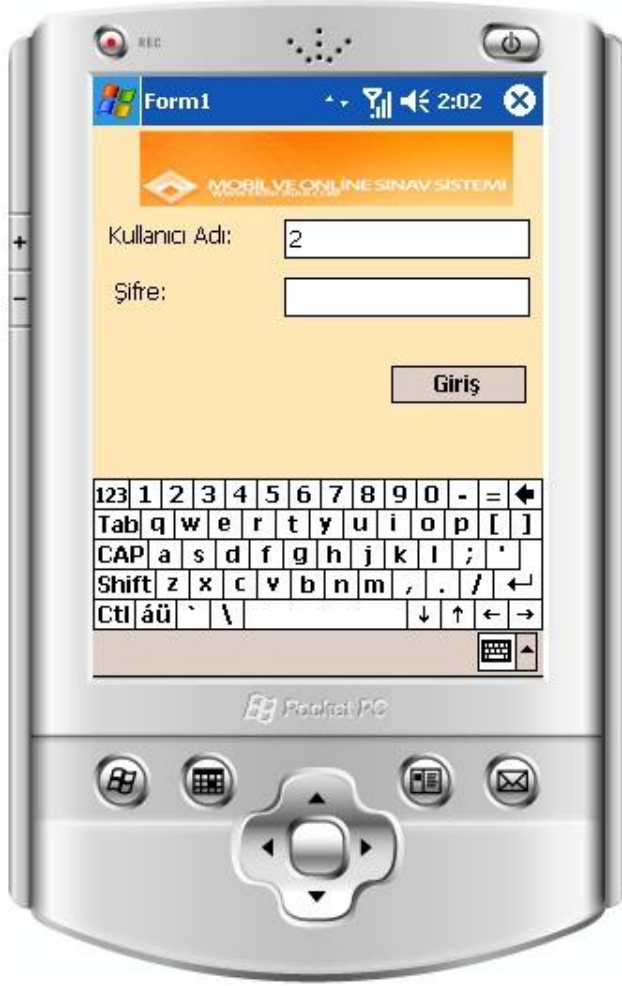 REC
Form1 2:02
MOBİL VE ONLİNE SINAV SİSTEMİ
Kullanıcı Adı: 2
Şifre:
Giriş
123 1 2 3 4 5 6 7 8 9 0 - =
Tab q w e r t y u i o p [ ]
CAP a s d f g h j k l ; '
Shift z x c v b n m , . /
Ctl áü ` \
Pocket PC
+
-